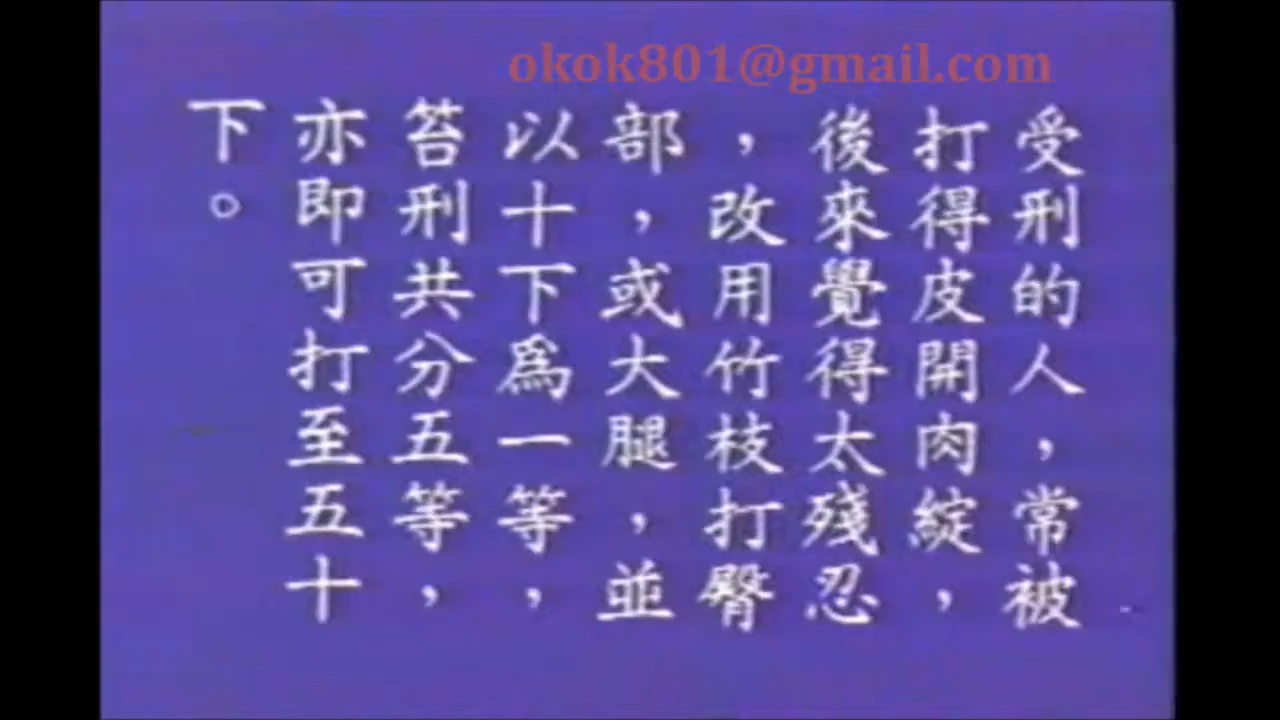 okok801@gmail.com
受刑的人，常被
打得皮開肉綻，
後來覺得太殘忍
，改用竹枝打臀
部，或大腿，並
以十下為一等，
笞刑共分五等，
亦即可打至五十
下。